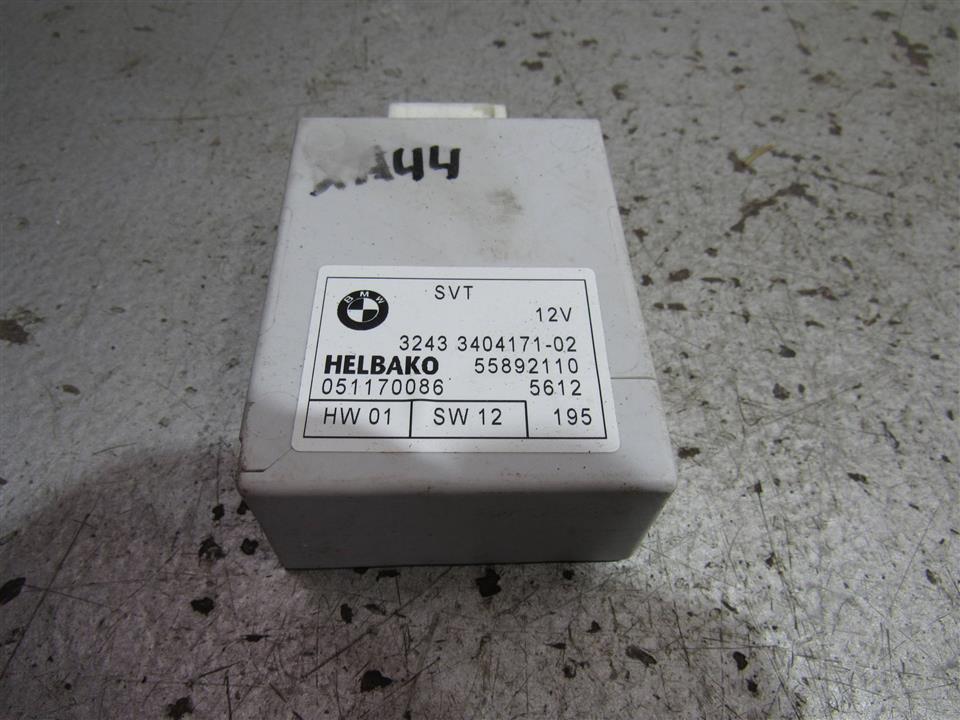 A44
BMW
SVT
12V
3243 3404171-02
HELBAKO 55892110
051170086 5612
HW 01 SW 12 195